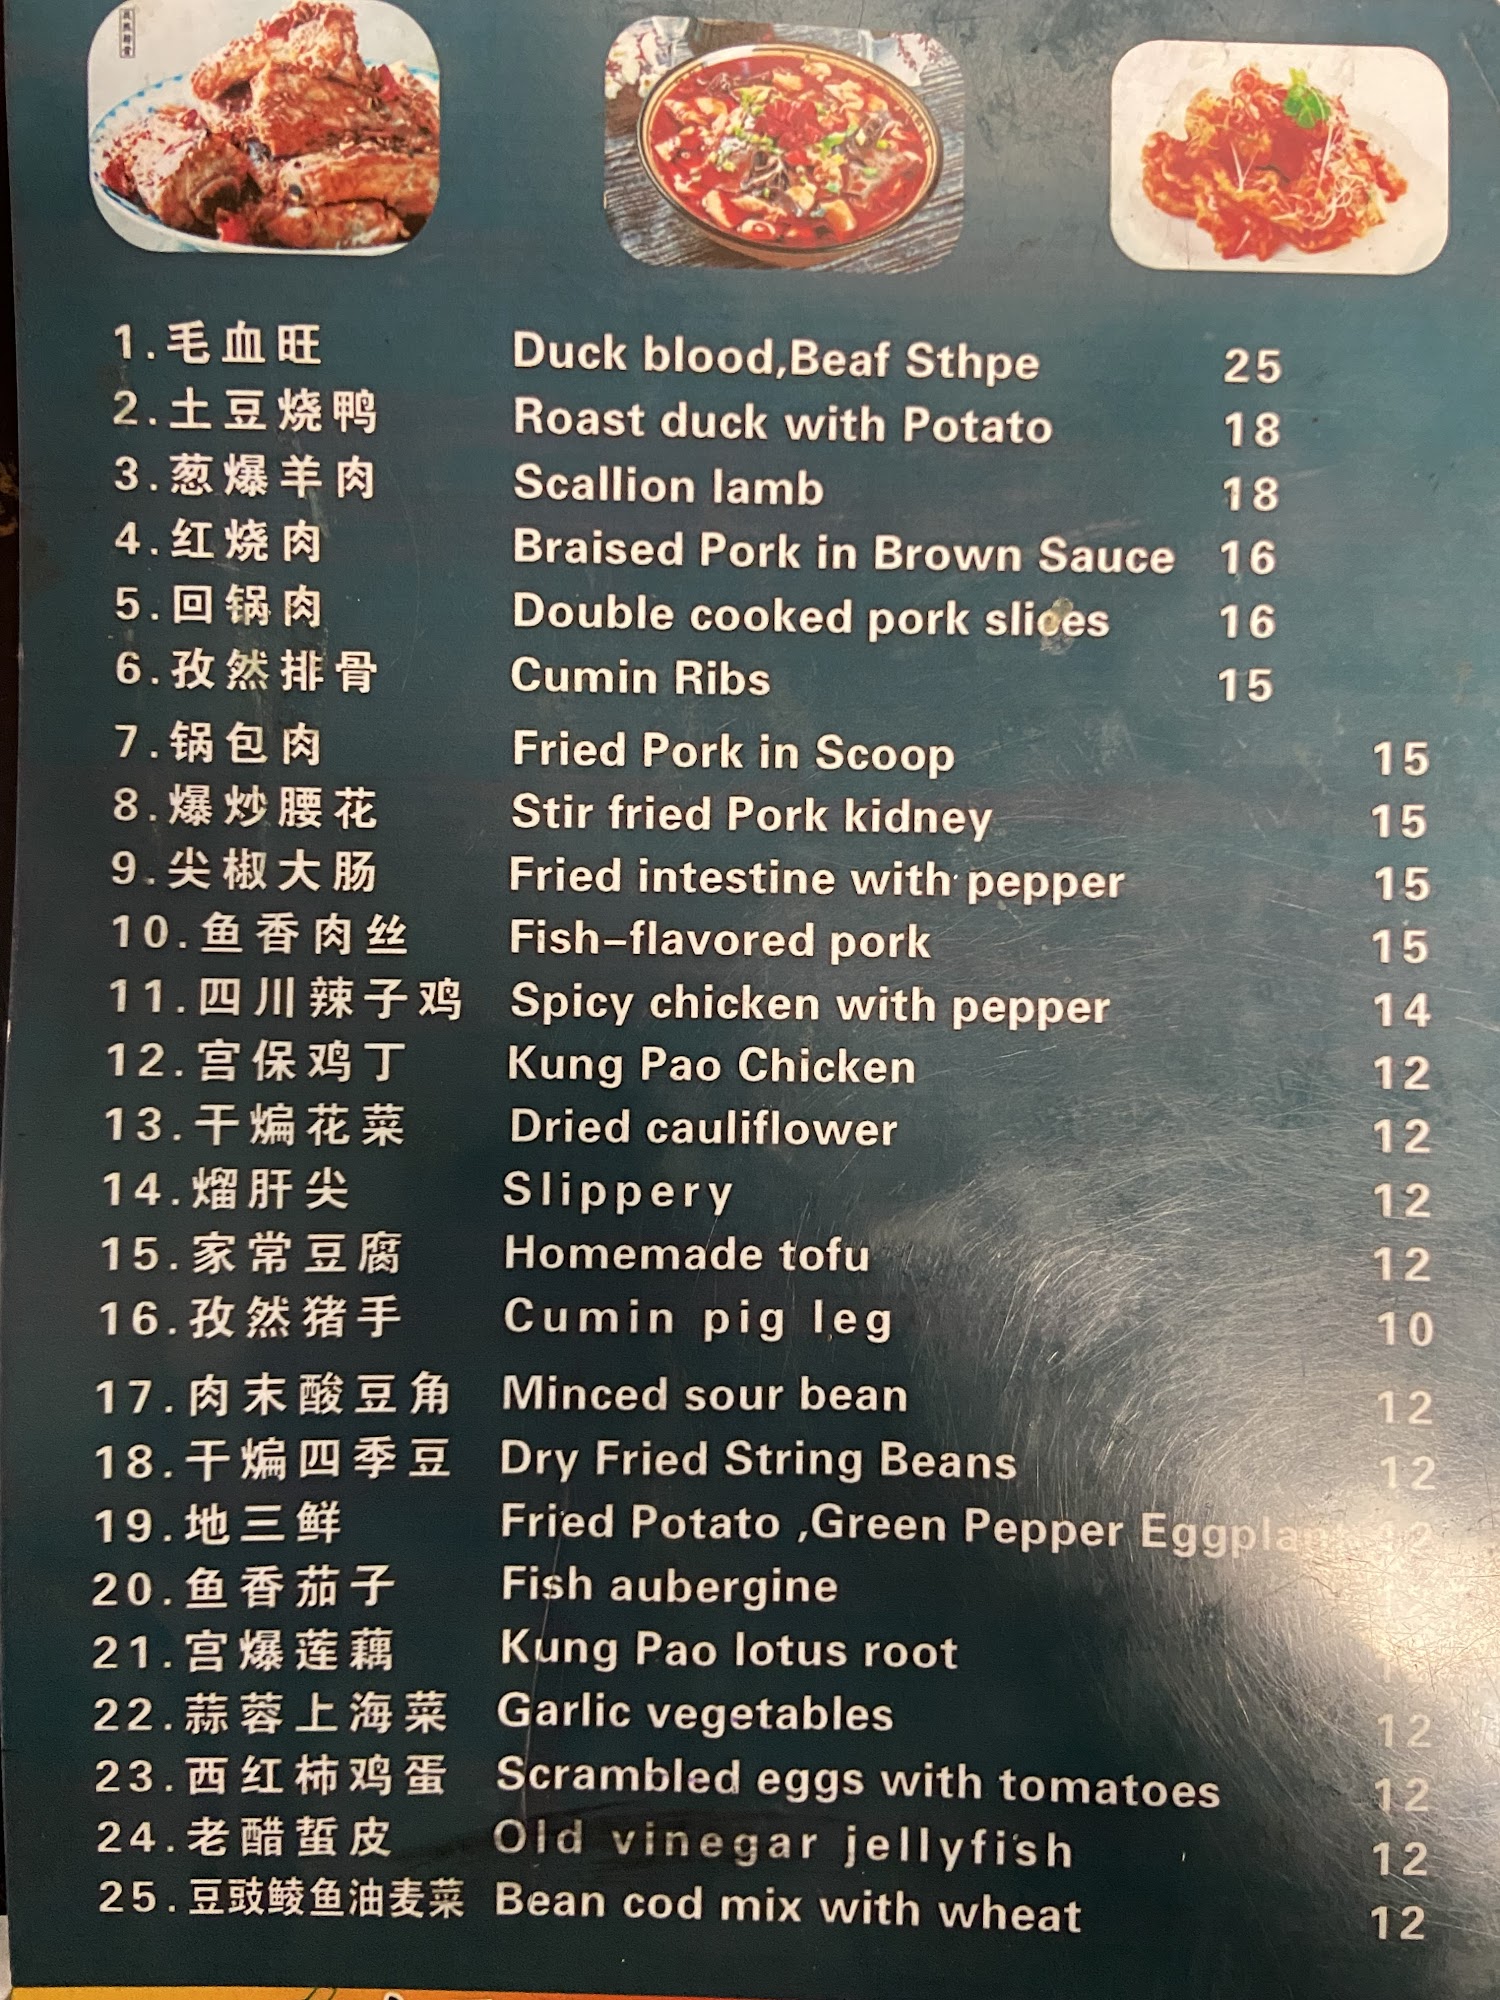 1.毛血旺 Duck blood,Beaf Sthpe 25
2.土豆烧鸭 Roast duck with Potato 18
3.葱爆羊肉 Scallion lamb 18
4.红烧肉 Braised Pork in Brown Sauce 16
5.回锅肉 Double cooked pork slices 16
6.孜然排骨 Cumin Ribs 15
7.锅包肉 Fried Pork in Scoop 15
8.爆炒腰花 Stir fried Pork kidney 15
9.尖椒大肠 Fried intestine with pepper 15
10.鱼香肉丝 Fish-flavored pork 15
11.四川辣子鸡 Spicy chicken with pepper 14
12.宫保鸡丁 Kung Pao Chicken 12
13.干煸花菜 Dried cauliflower 12
14.熘肝尖 Slippery 12
15.家常豆腐 Homemade tofu 12
16.孜然猪手 Cumin pig leg 10
17.肉末酸豆角 Minced sour bean 12
18.干煸四季豆 Dry Fried String Beans 12
19.地三鲜 Fried Potato ,Green Pepper Eggplant 12
20.鱼香茄子 Fish aubergine
21.宫爆莲藕 Kung Pao lotus root
22.蒜蓉上海菜 Garlic vegetables 12
23.西红柿鸡蛋 Scrambled eggs with tomatoes 12
24.老醋蜇皮 Old vinegar jellyfish 12
25.豆豉鲮鱼油麦菜 Bean cod mix with wheat 12